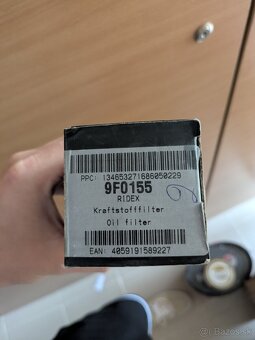 PPC: 134653271686050229
9F0155
RIDEX
Kraftstofffilter
Oil filter
EAN: 4059191589227